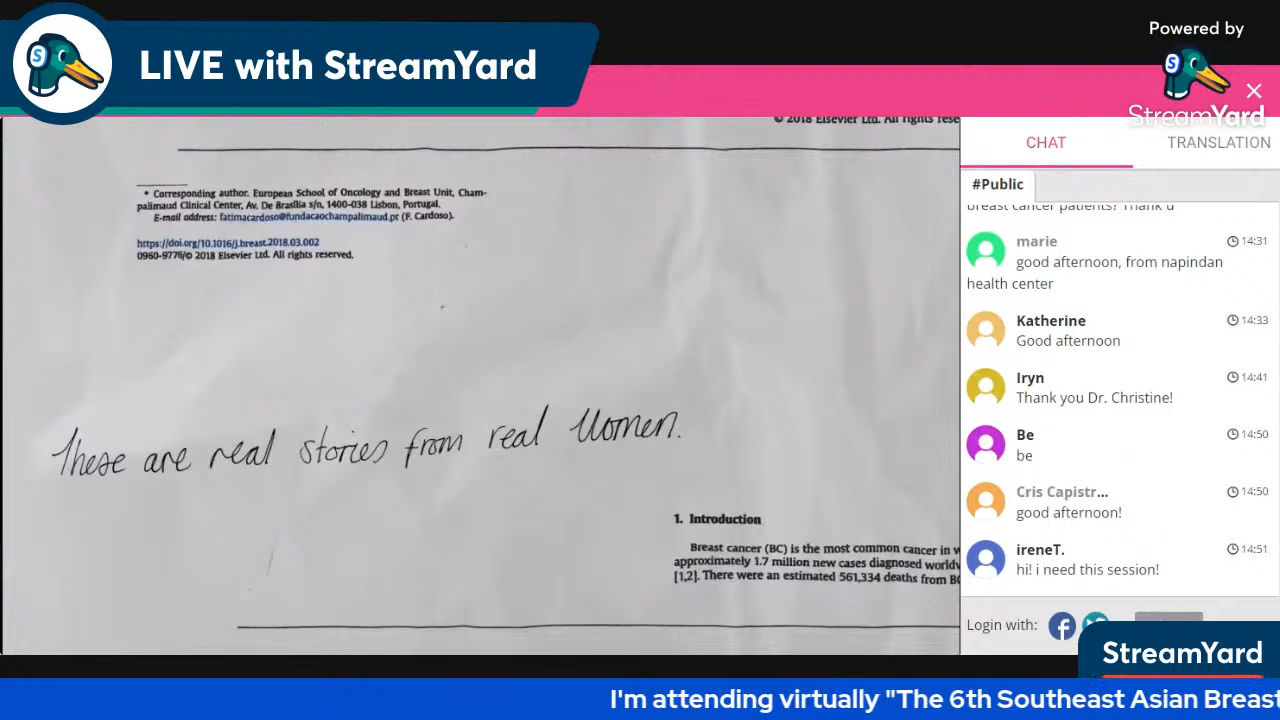 LIVE with StreamYard
Powered by
StreamYard
© 2018 Elsevier Ltd. All rights rese
* Corresponding author. European School of Oncology and Breast Unit, Cham-
palimaud Clinical Center, Av. De Brasília s/n, 1400-038 Lisbon, Portugal.
E-mail address: fatimacardoso@fundacaochampalimaud.pt (F. Cardoso).
https://doi.org/10.1016/j.breast.2018.03.002
0960-9776/© 2018 Elsevier Ltd. All rights reserved.
These are real stories from real women.
1. Introduction
Breast cancer (BC) is the most common cancer in w
approximately 1.7 million new cases diagnosed worldw
[1,2]. There were an estimated 561,334 deaths from BC
CHAT
TRANSLATION
#Public
breast cancer patients? Thank u
marie 14:31
good afternoon, from napindan
health center
Katherine 14:33
Good afternoon
Iryn 14:41
Thank you Dr. Christine!
Be 14:50
be
Cris Capistr... 14:50
good afternoon!
ireneT. 14:51
hi! i need this session!
Login with:
StreamYard
I'm attending virtually "The 6th Southeast Asian Breast